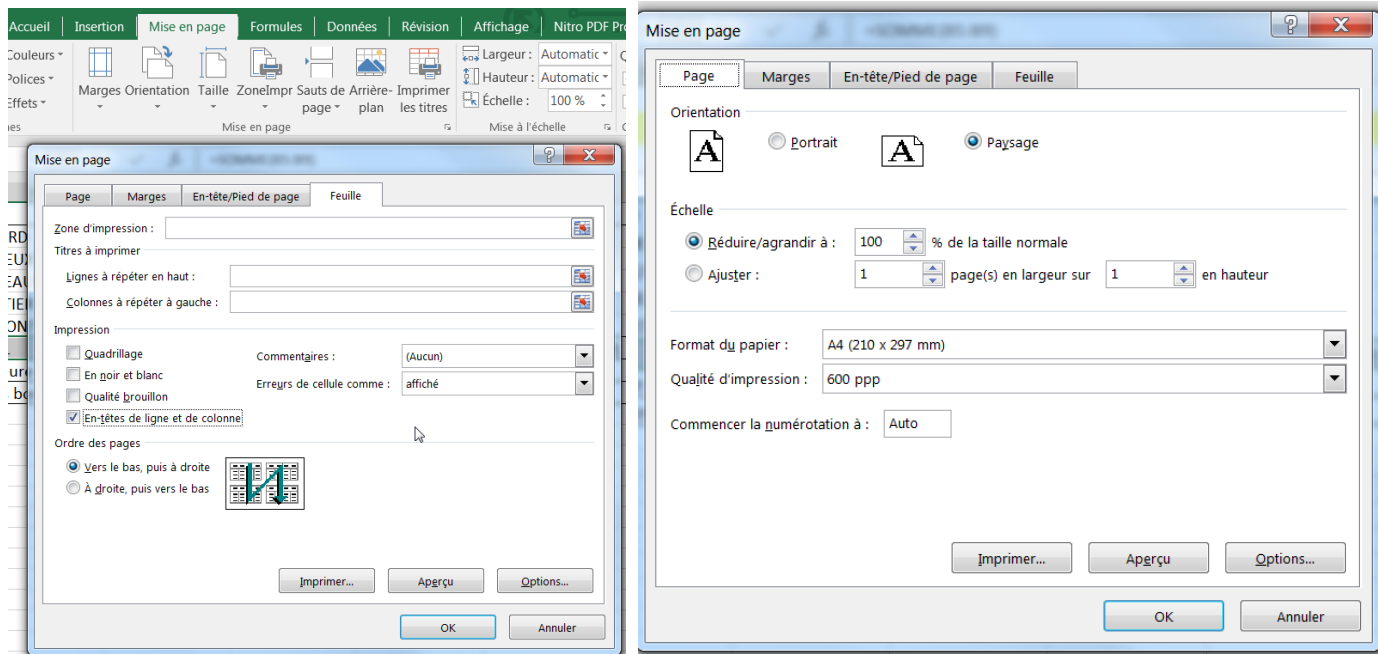 Accueil Insertion Mise en page Formules Données Révision Affichage Nitro PDF Pro
Couleurs
Polices
Effets
Marges Orientation Taille ZoneImpr Sauts de page Arrière-plan Imprimer les titres
Largeur : Automatic
Hauteur : Automatic
Échelle : 100 %
Mise en page Mise à l'échelle
Mise en page
Page Marges En-tête/Pied de page Feuille
Zone d'impression :
Titres à imprimer
Lignes à répéter en haut :
Colonnes à répéter à gauche :
Impression
Quadrillage Commentaires : (Aucun)
En noir et blanc
Erreurs de cellule comme : affiché
Qualité brouillon
En-têtes de ligne et de colonne
Ordre des pages
Vers le bas, puis à droite
À droite, puis vers le bas
Imprimer... Aperçu Options...
OK Annuler
Mise en page
Page Marges En-tête/Pied de page Feuille
Orientation
A Portrait A Paysage
Échelle
Réduire/agrandir à : 100 % de la taille normale
Ajuster : 1 page(s) en largeur sur 1 en hauteur
Format du papier : A4 (210 x 297 mm)
Qualité d'impression : 600 ppp
Commencer la numérotation à : Auto
Imprimer... Aperçu Options...
OK Annuler